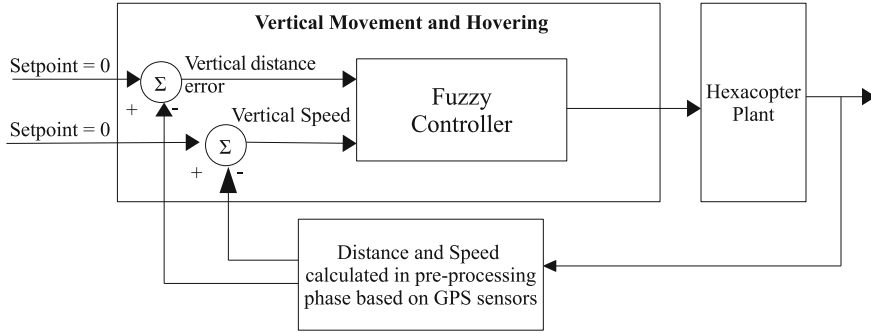 Vertical Movement and Hovering
Setpoint = 0
Σ
Vertical distance
error
+
-
Setpoint = 0
Σ
Vertical Speed
+
-
Fuzzy
Controller
Hexacopter
Plant
Distance and Speed
calculated in pre-processing
phase based on GPS sensors